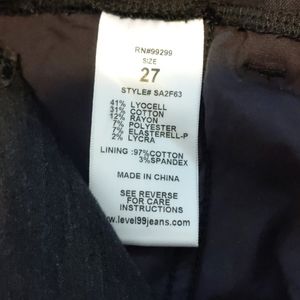 RN#99299
SIZE
27
STYLE# SA2F63
41% LYOCELL
31% COTTON
12% RAYON
7% POLYESTER
7% ELASTERELL-P
2% LYCRA
LINING :97%COTTON
3%SPANDEX
MADE IN CHINA
SEE REVERSE
FOR CARE
INSTRUCTIONS
www.level99jeans.com